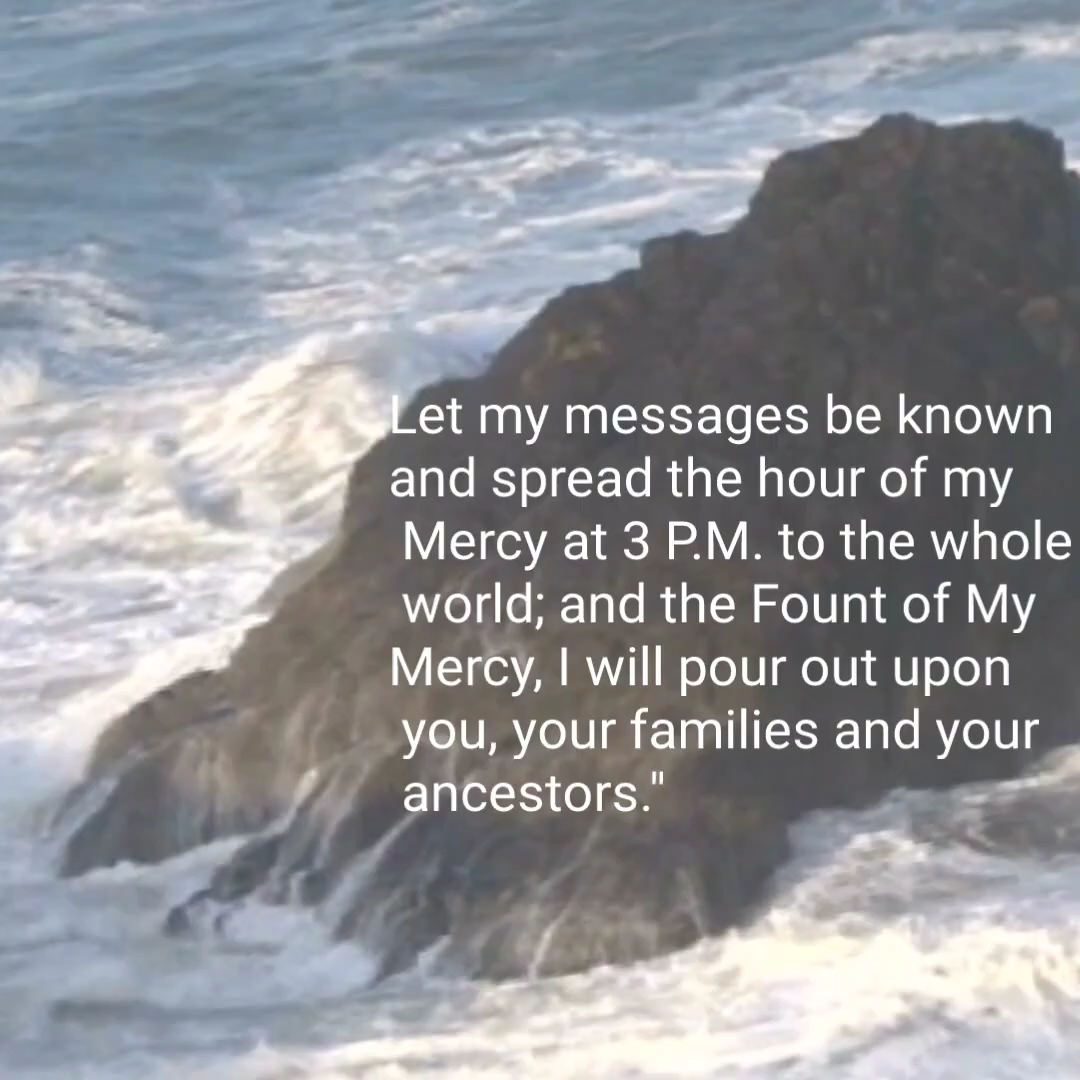 Let my messages be known
and spread the hour of my
Mercy at 3 P.M. to the whole
world; and the Fount of My
Mercy, I will pour out upon
you, your families and your
ancestors."